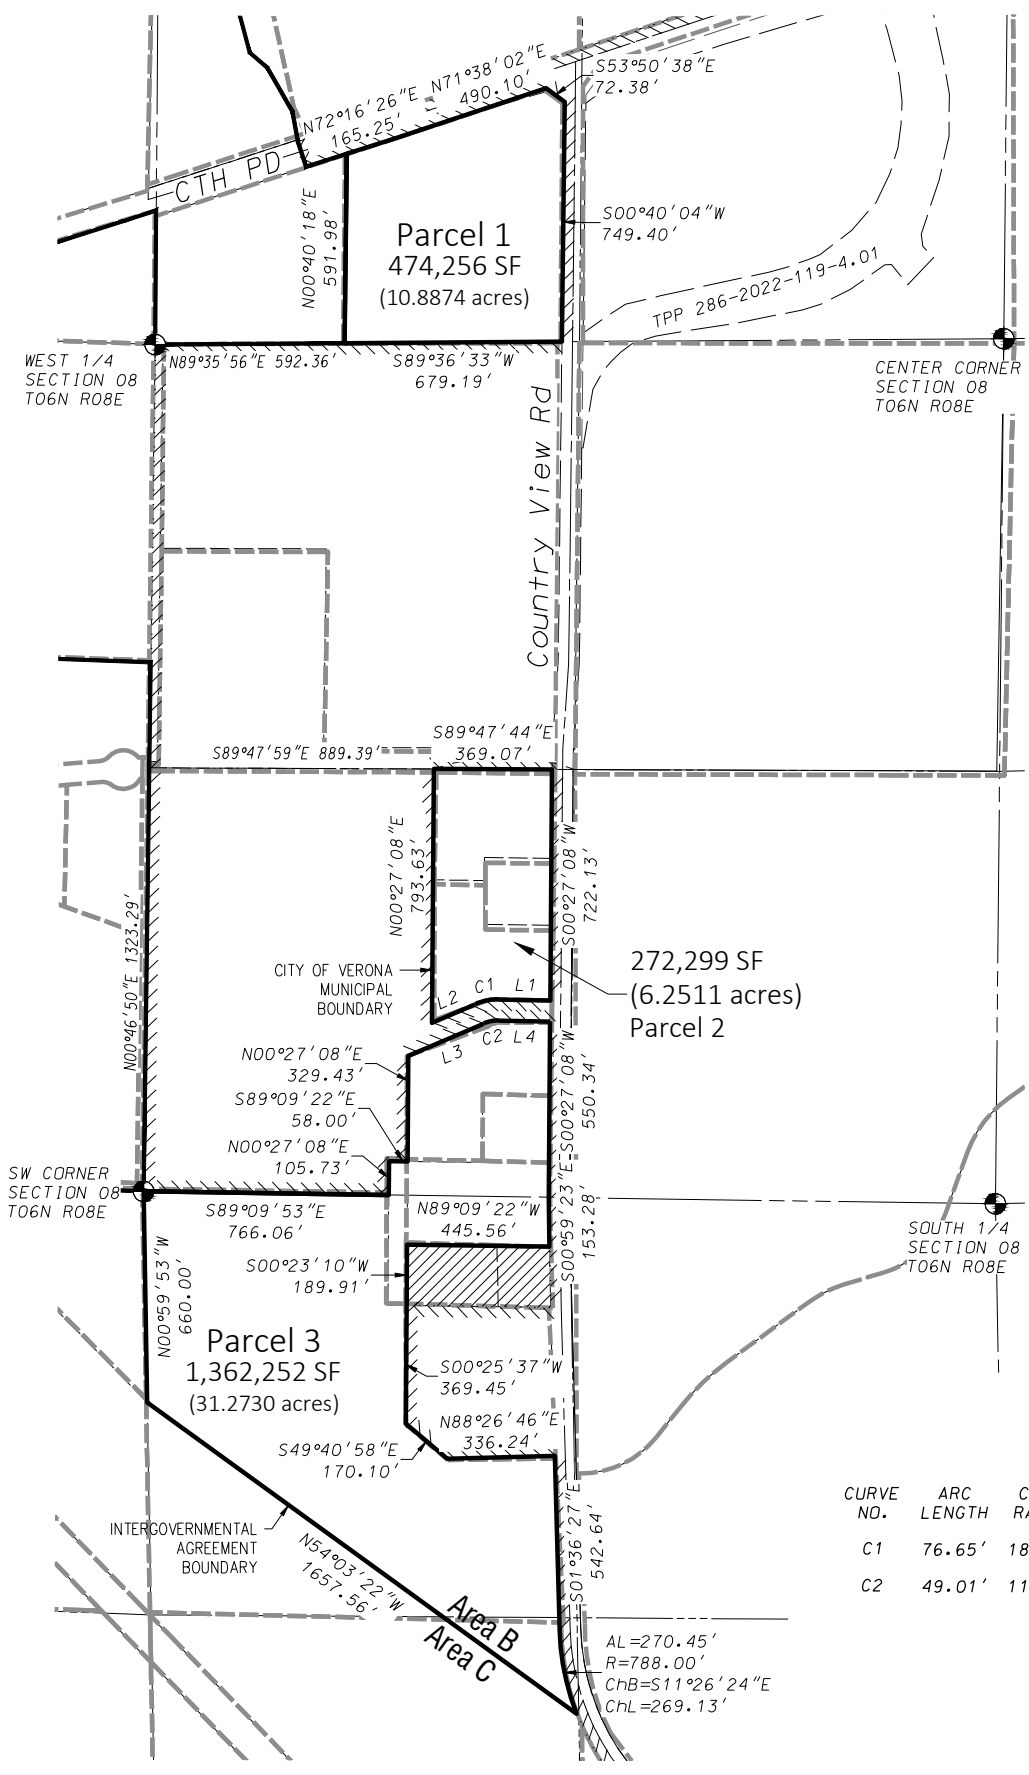 S53°50'38"E
72.38'
N71°38'02"E
490.10'
N72°16'26"E
165.25'
CTH PD
N00°40'18"E
591.98'
Parcel 1
474,256 SF
(10.8874 acres)
S00°40'04"W
749.40'
TPP 286-2022-119-4.01
WEST 1/4
SECTION 08
T06N R08E
N89°35'56"E 592.36'
S89°36'33"W
679.19'
CENTER CORNER
SECTION 08
T06N R08E
Country View Rd
S89°47'59"E 889.39'
S89°47'44"E
369.07'
N00°27'08"E
793.63'
S00°27'08"W
722.13'
N00°46'50"E 1323.29'
CITY OF VERONA
MUNICIPAL
BOUNDARY
L2
C1
L1
272,299 SF
(6.2511 acres)
Parcel 2
L3
C2
L4
N00°27'08"E
329.43'
S89°09'22"E
58.00'
N00°27'08"E
105.73'
S00°27'08"W
550.34'
S00°59'23"E
153.28'
SW CORNER
SECTION 08
T06N R08E
S89°09'53"E
766.06'
N89°09'22"W
445.56'
SOUTH 1/4
SECTION 08
T06N R08E
N00°59'53"W
660.00'
S00°23'10"W
189.91'
Parcel 3
1,362,252 SF
(31.2730 acres)
S00°25'37"W
369.45'
N88°26'46"E
336.24'
S49°40'58"E
170.10'
S01°36'27"E
542.64'
INTERGOVERNMENTAL
AGREEMENT
BOUNDARY
N54°03'22"W
1657.56'
Area B
Area C
AL=270.45'
R=788.00'
ChB=S11°26'24"E
ChL=269.13'
CURVE ARC C
NO. LENGTH RA
C1 76.65' 18
C2 49.01' 11